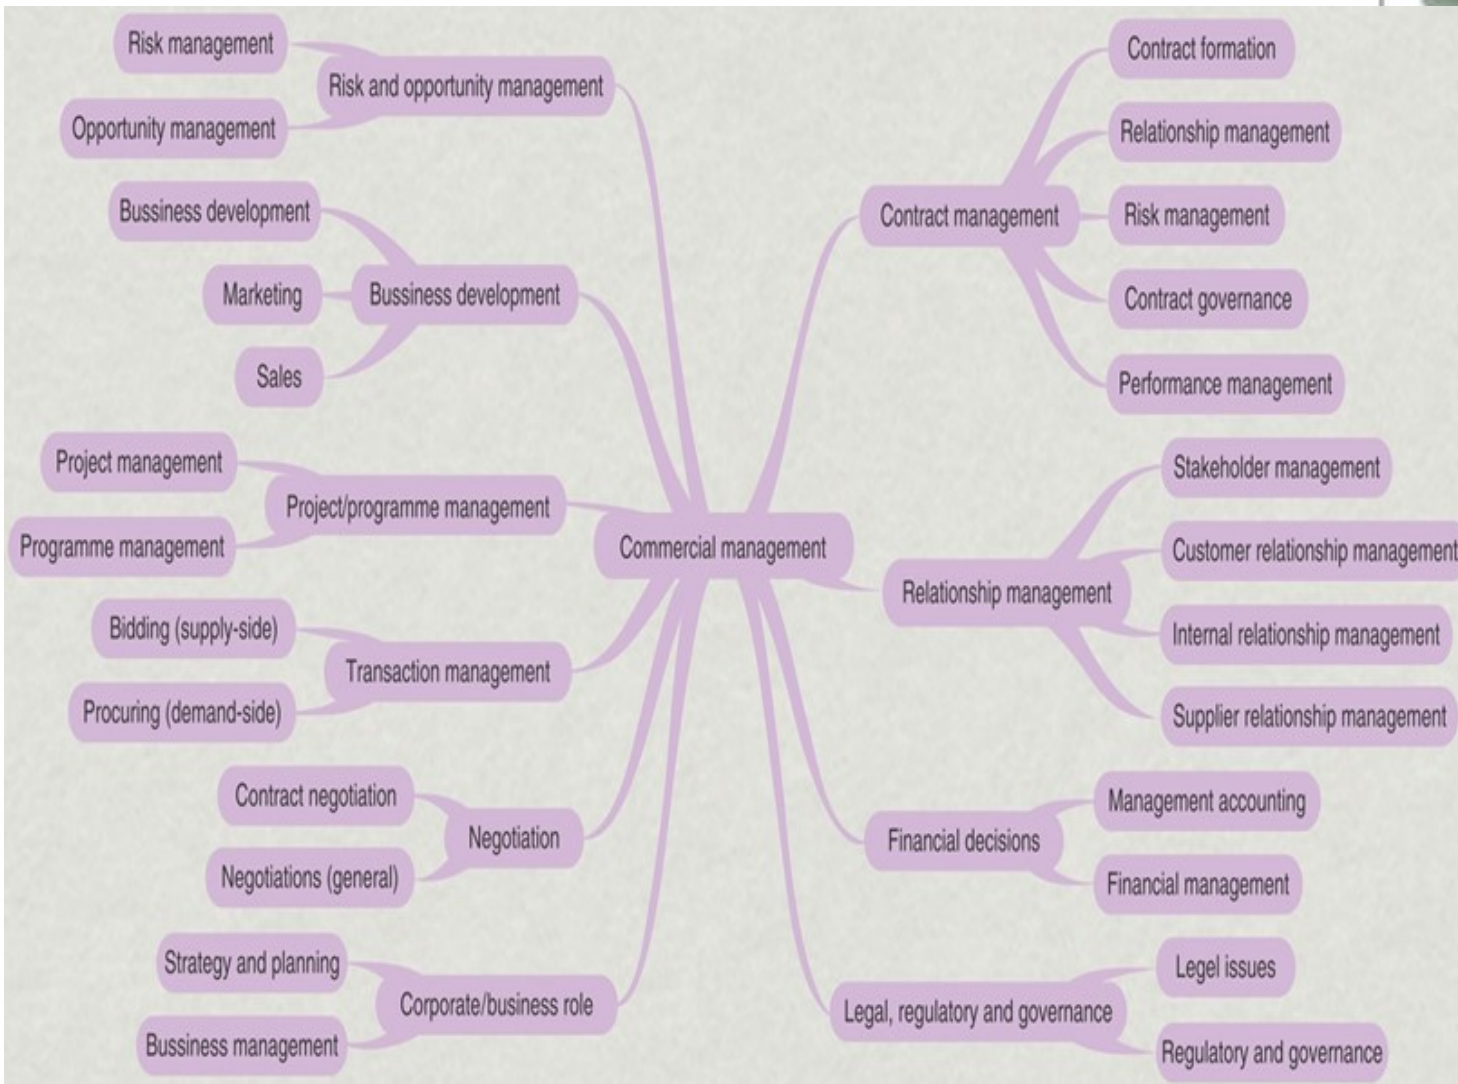 Risk management
Opportunity management
Risk and opportunity management
Bussiness development
Marketing
Sales
Bussiness development
Project management
Programme management
Project/programme management
Bidding (supply-side)
Procuring (demand-side)
Transaction management
Contract negotiation
Negotiations (general)
Negotiation
Strategy and planning
Bussiness management
Corporate/business role
Commercial management
Contract management
Contract formation
Relationship management
Risk management
Contract governance
Performance management
Relationship management
Stakeholder management
Customer relationship management
Internal relationship management
Supplier relationship management
Financial decisions
Management accounting
Financial management
Legal, regulatory and governance
Legel issues
Regulatory and governance